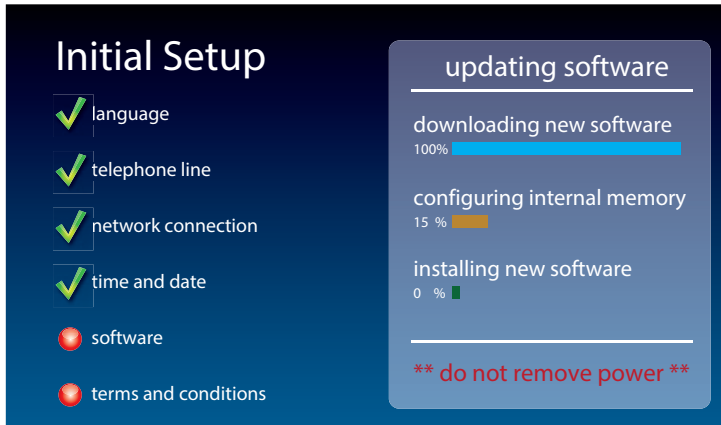 Initial Setup
language
telephone line
network connection
time and date
software
terms and conditions
updating software
downloading new software
100%
configuring internal memory
15 %
installing new software
0 %
** do not remove power **